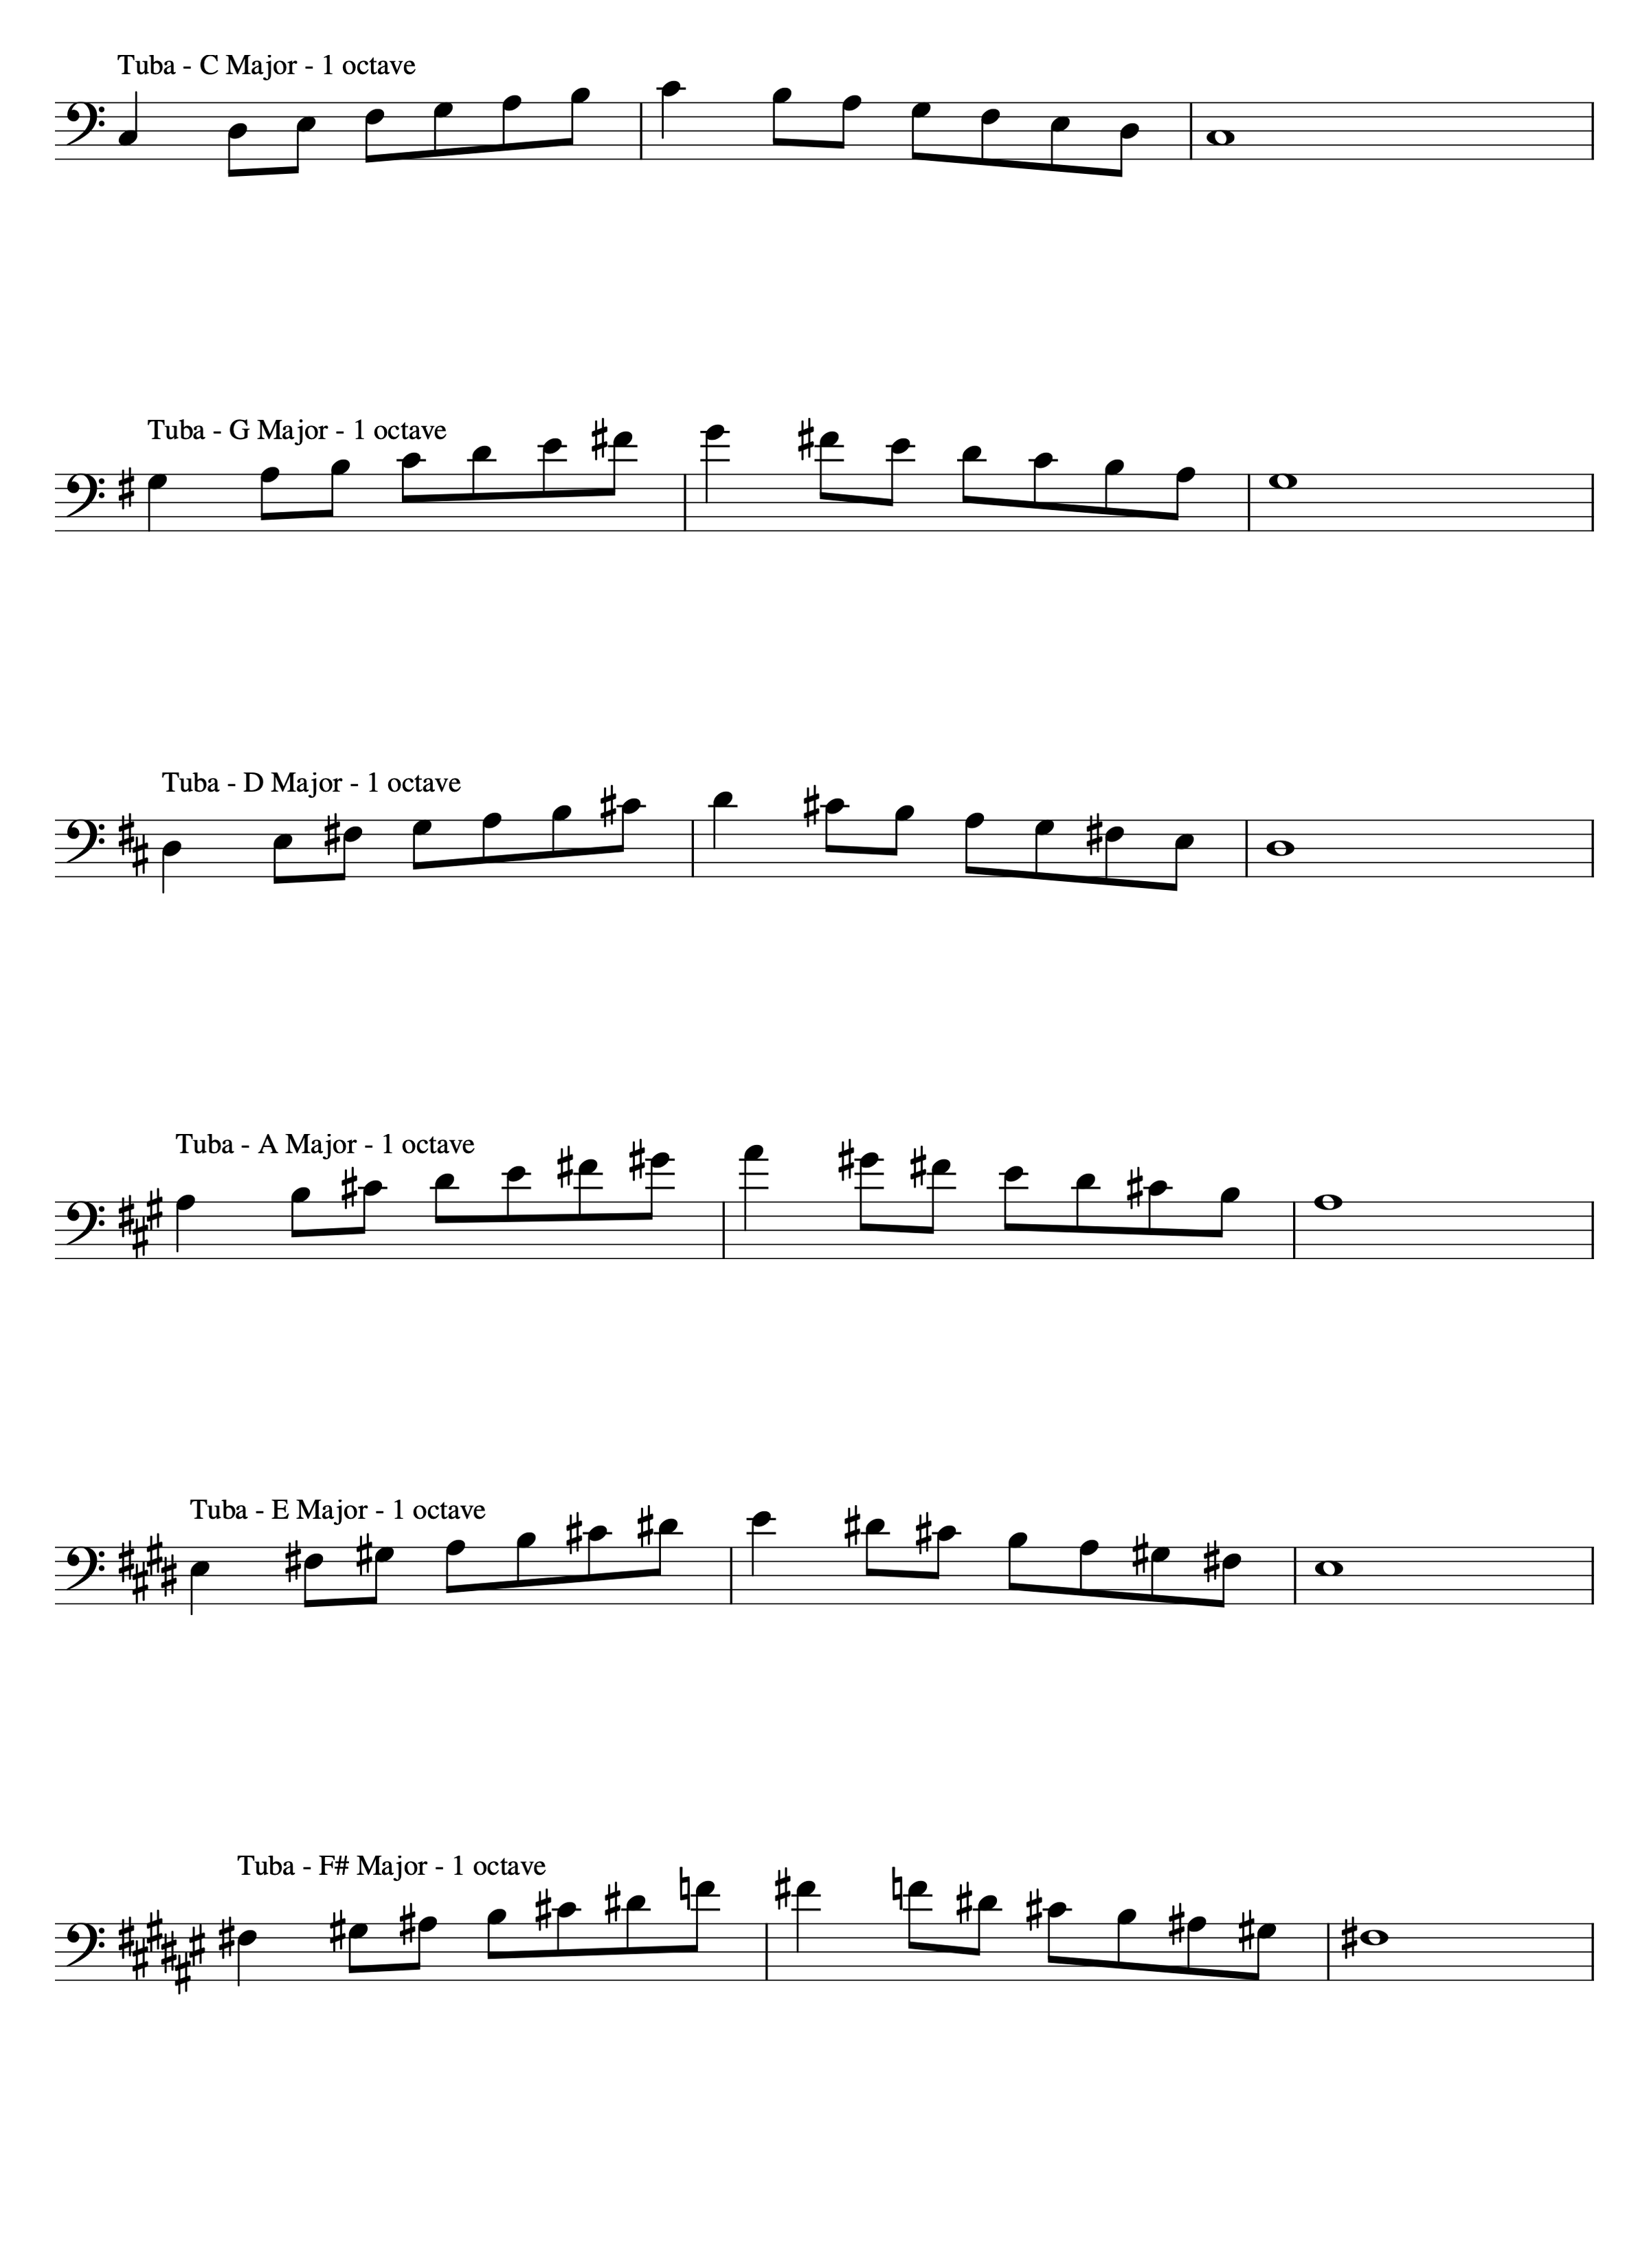 Tuba - C Major - 1 octave
Tuba - G Major - 1 octave
Tuba - D Major - 1 octave
Tuba - A Major - 1 octave
Tuba - E Major - 1 octave
Tuba - F# Major - 1 octave